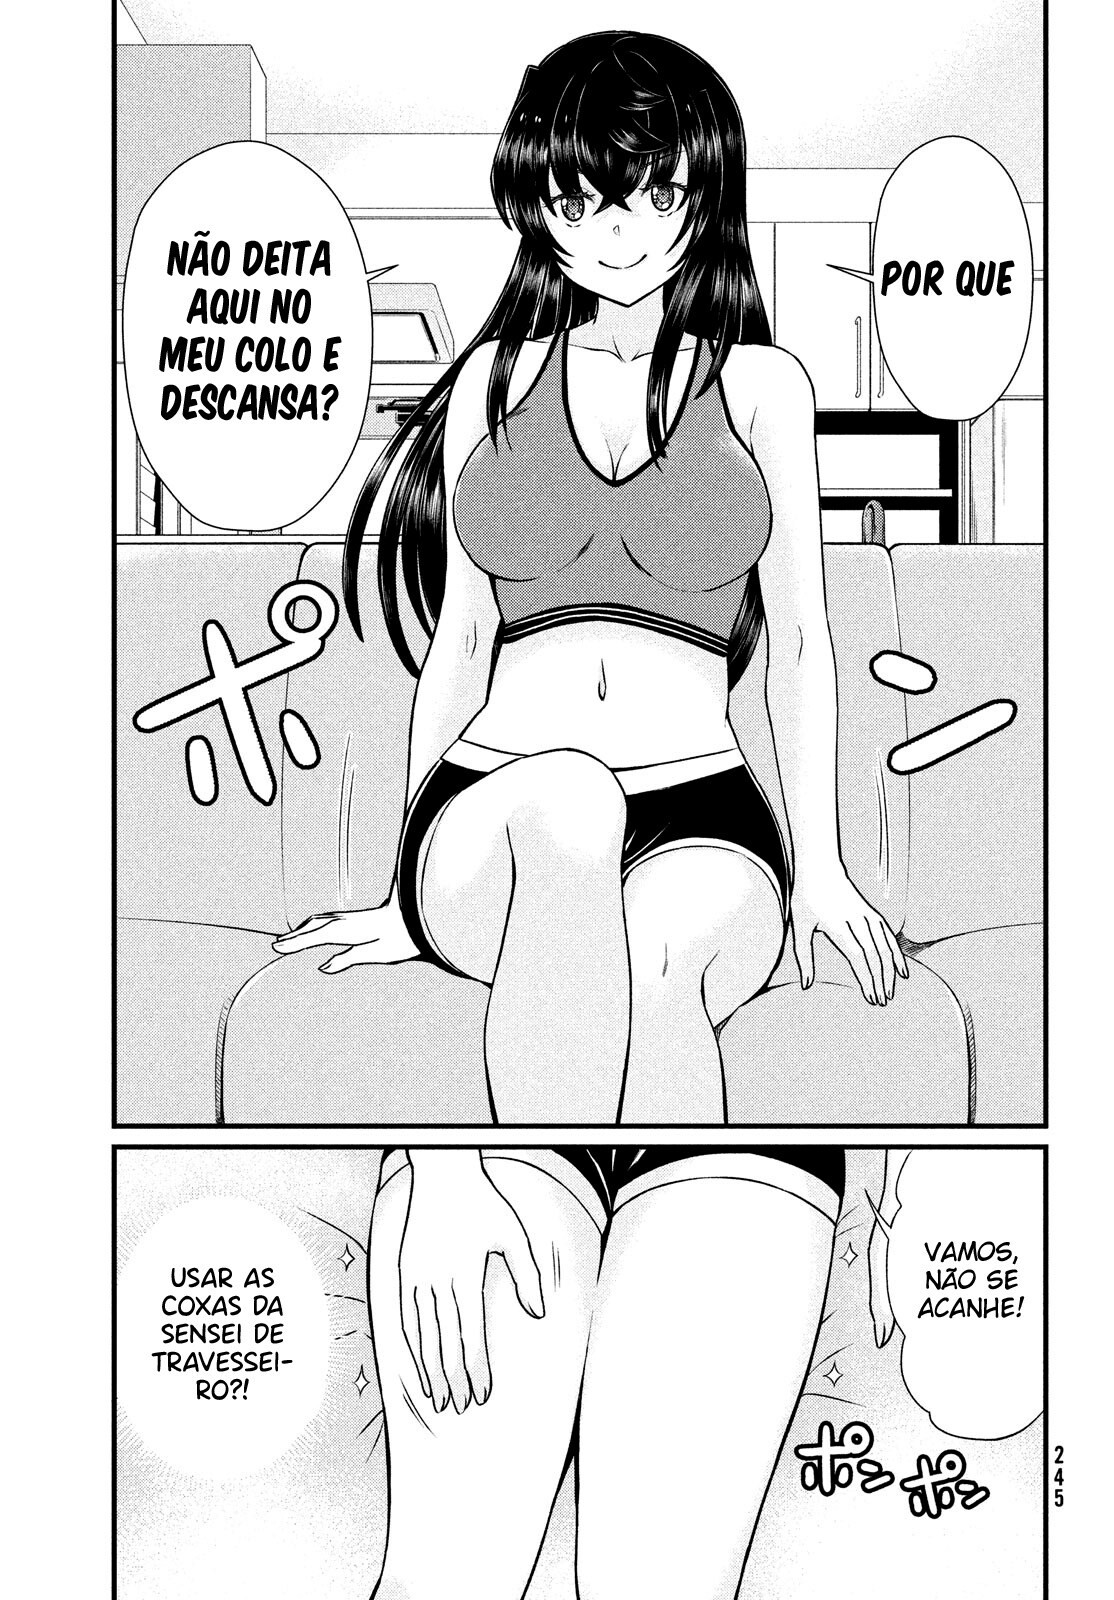 POR QUE
NÃO DEITA
AQUI NO
MEU COLO E
DESCANSA?
ポン
VAMOS,
NÃO SE
ACANHE!
USAR AS
COXAS DA
SENSEI DE
TRAVESSEI-
RO?!
ポン
ポン
245